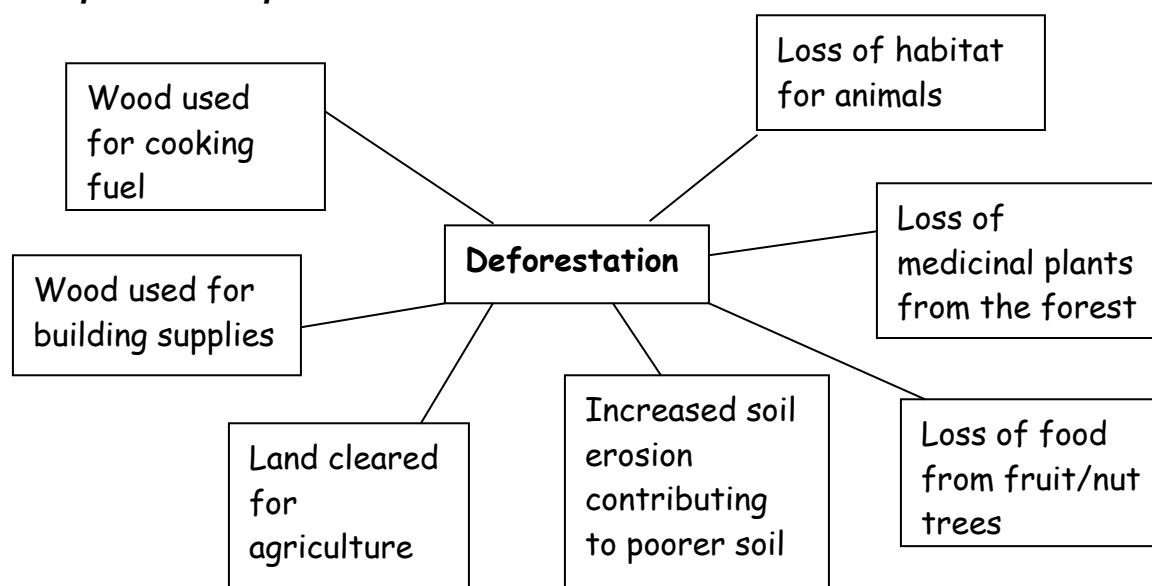 Wood used
for cooking
fuel
Loss of habitat
for animals
Deforestation
Loss of
medicinal plants
from the forest
Wood used for
building supplies
Land cleared
for
agriculture
Increased soil
erosion
contributing
to poorer soil
Loss of food
from fruit/nut
trees